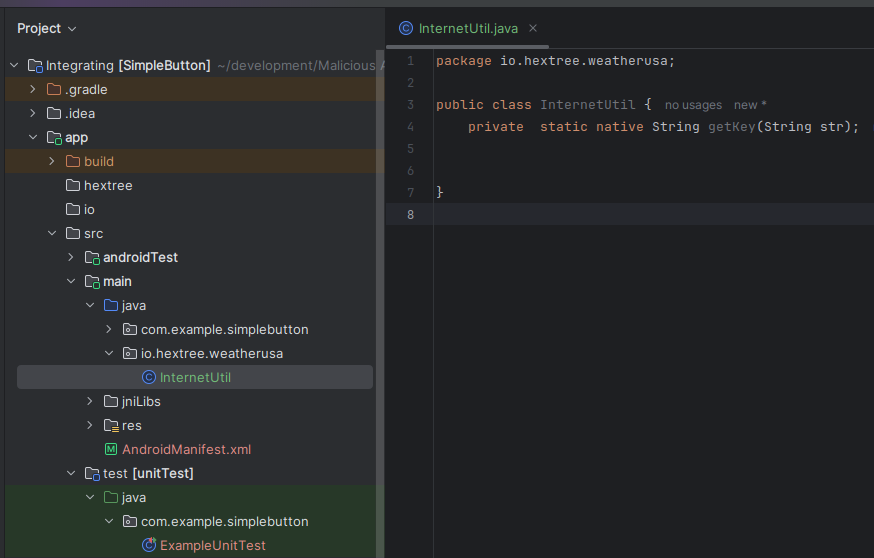 Project
InternetUtil.java
Integrating [SimpleButton] ~/development/Malicious
.gradle
.idea
app
build
hextree
io
src
androidTest
main
java
com.example.simplebutton
io.hextree.weatherusa
InternetUtil
jniLibs
res
AndroidManifest.xml
test [unitTest]
java
com.example.simplebutton
ExampleUnitTest
1 package io.hextree.weatherusa;
2
3 public class InternetUtil { no usages new *
4 private static native String getKey(String str);
5
6
7 }
8